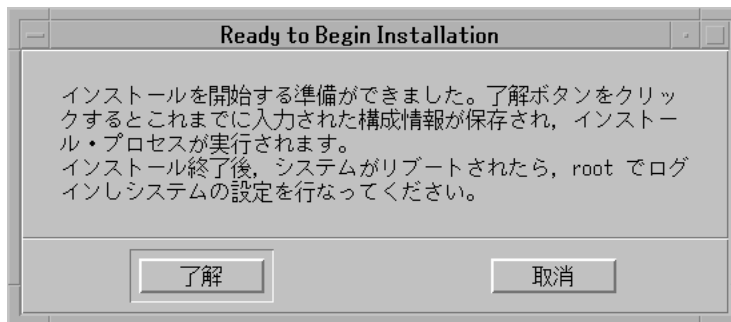 Ready to Begin Installation
インストールを開始する準備ができました。了解ボタンをクリッ
クするとこれまでに入力された構成情報が保存され，インストー
ル・プロセスが実行されます。
インストール終了後，システムがリブートされたら，root でログ
インしシステムの設定を行なってください。
了解
取消